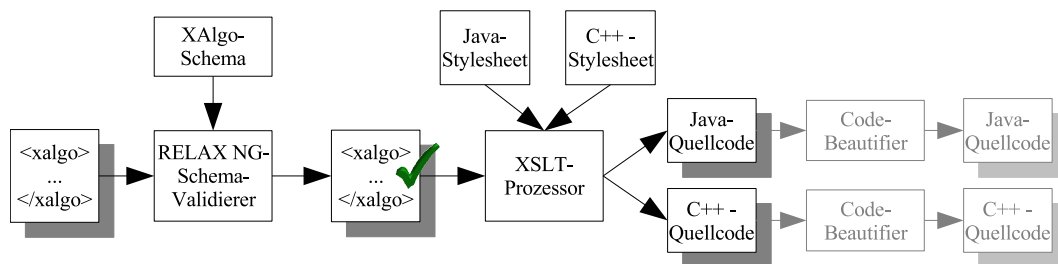 XAlgo-
Schema
Java-
Stylesheet
C++ -
Stylesheet
<xalgo>
...
</xalgo>
RELAX NG-
Schema-
Validierer
<xalgo>
...
</xalgo>
XSLT-
Prozessor
Java-
Quellcode
Code-
Beautifier
Java-
Quellcode
C++ -
Quellcode
Code-
Beautifier
C++ -
Quellcode